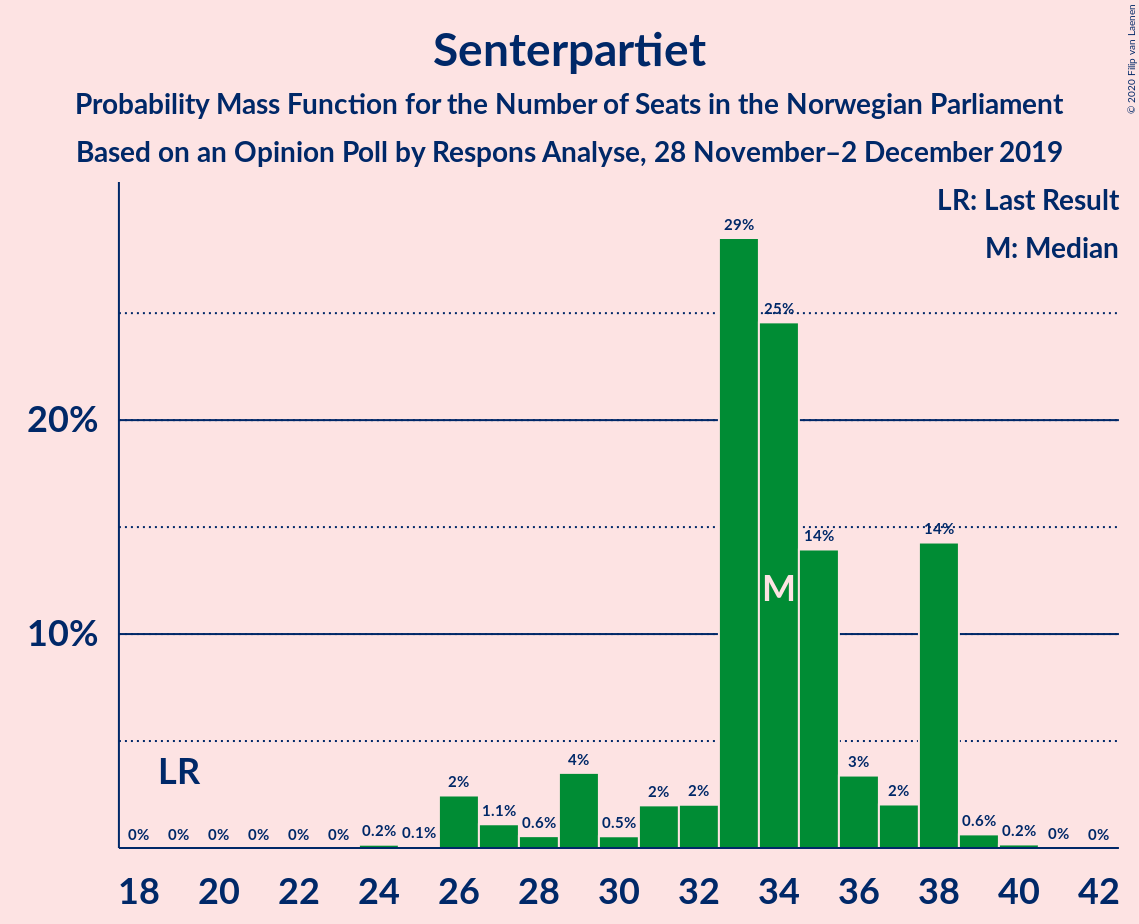 Senterpartiet
Probability Mass Function for the Number of Seats in the Norwegian Parliament
Based on an Opinion Poll by Respons Analyse, 28 November–2 December 2019
© 2020 Filip van Laenen
LR: Last Result
M: Median
20%
10%
0% 0% 0% 0% 0% 0% 0.2% 0.1% 2% 1.1% 0.6% 4% 0.5% 2% 2% 29% 25% 14% 3% 2% 14% 0.6% 0.2% 0% 0%
LR
M
18 20 22 24 26 28 30 32 34 36 38 40 42